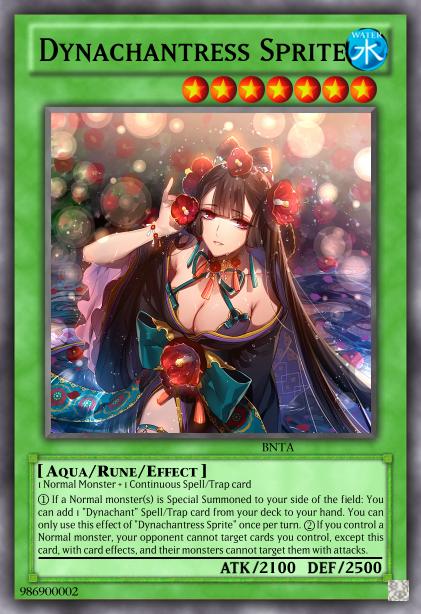 DYNACHANTRESS SPRITE
WATER
水
BNTA
[ AQUA/RUNE/EFFECT ]
1 Normal Monster + 1 Continuous Spell/Trap card
① If a Normal monster(s) is Special Summoned to your side of the field: You
can add 1 "Dynachant" Spell/Trap card from your deck to your hand. You can
only use this effect of "Dynachantress Sprite" once per turn. ② If you control a
Normal monster, your opponent cannot target cards you control, except this
card, with card effects, and their monsters cannot target them with attacks.
ATK/2100 DEF/2500
986900002